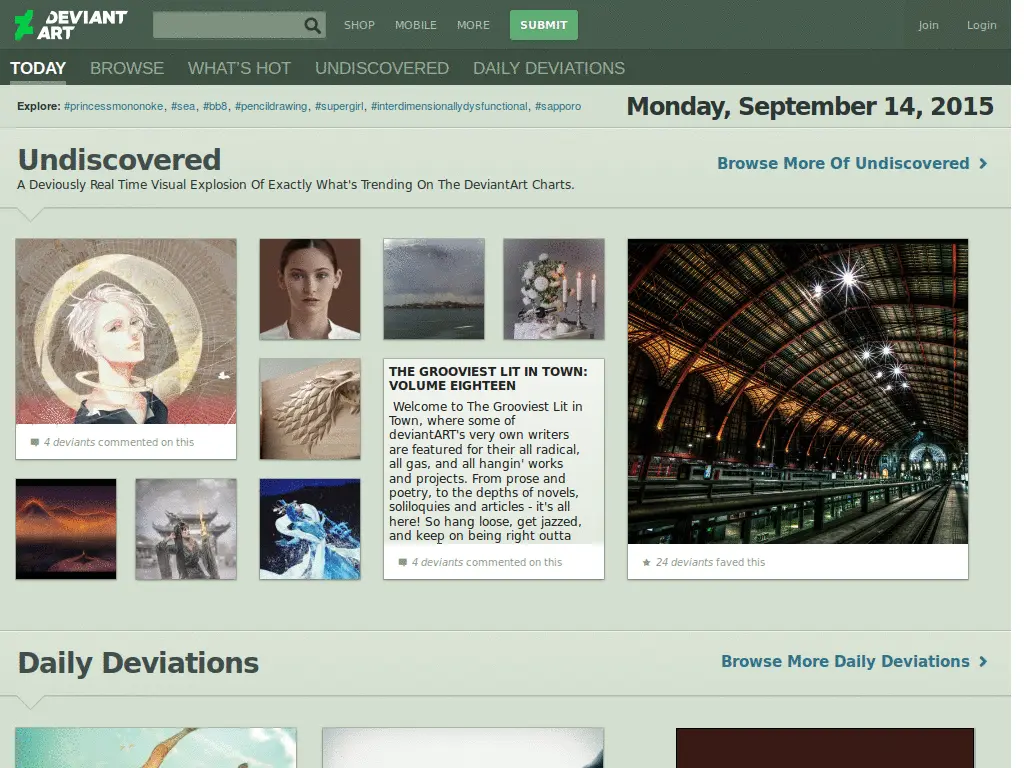 DEVIANT
ART
SHOP MOBILE MORE SUBMIT Join Login
TODAY BROWSE WHAT'S HOT UNDISCOVERED DAILY DEVIATIONS
Explore: #princessmononoke, #sea, #bb8, #pencildrawing, #supergirl, #interdimensionallydysfunctional, #sapporo
Monday, September 14, 2015
Undiscovered
A Deviously Real Time Visual Explosion Of Exactly What's Trending On The DeviantArt Charts.
Browse More Of Undiscovered
4 deviants commented on this
THE GROOVIEST LIT IN TOWN:
VOLUME EIGHTEEN
Welcome to The Grooviest Lit in
Town, where some of
deviantART's very own writers
are featured for their all radical,
all gas, and all hangin' works
and projects. From prose and
poetry, to the depths of novels,
soliloquies and articles - it's all
here! So hang loose, get jazzed,
and keep on being right outta
4 deviants commented on this
24 deviants faved this
Daily Deviations
Browse More Daily Deviations